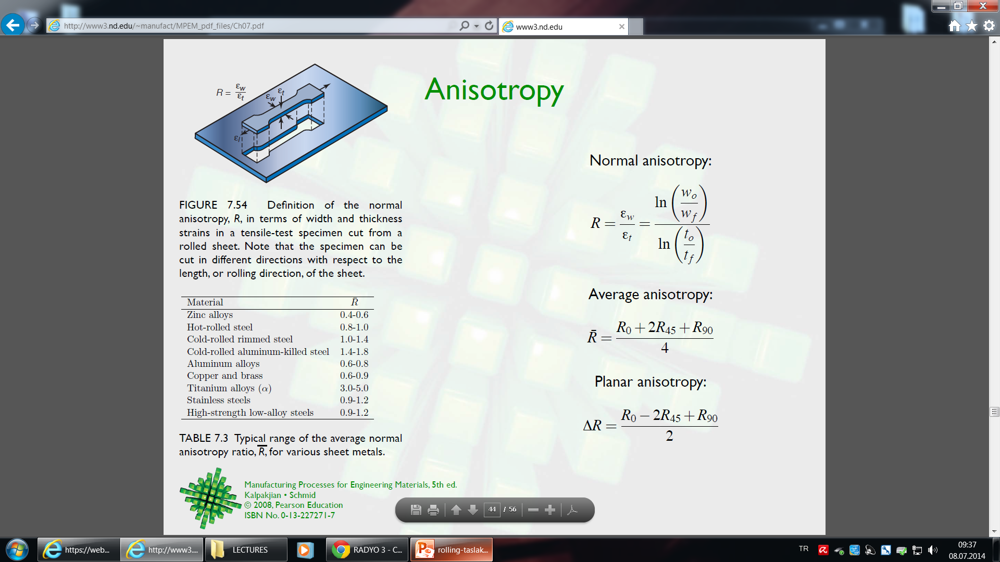 http://www3.nd.edu/~manufact/MPEM_pdf_files/Ch07.pdf
www3.nd.edu
Anisotropy
R = εw/εt
εw
εt
εl
FIGURE 7.54 Definition of the normal
anisotropy, R, in terms of width and thickness
strains in a tensile-test specimen cut from a
rolled sheet. Note that the specimen can be
cut in different directions with respect to the
length, or rolling direction, of the sheet.
Material R̄
Zinc alloys 0.4-0.6
Hot-rolled steel 0.8-1.0
Cold-rolled rimmed steel 1.0-1.4
Cold-rolled aluminum-killed steel 1.4-1.8
Aluminum alloys 0.6-0.8
Copper and brass 0.6-0.9
Titanium alloys (α) 3.0-5.0
Stainless steels 0.9-1.2
High-strength low-alloy steels 0.9-1.2
TABLE 7.3 Typical range of the average normal
anisotropy ratio, R̄, for various sheet metals.
Normal anisotropy:
R = εw/εt = ln(wo/wf)/ln(to/tf)
Average anisotropy:
R̄ = (R0 + 2R45 + R90)/4
Planar anisotropy:
ΔR = (R0 − 2R45 + R90)/2
Manufacturing Processes for Engineering Materials, 5th ed.
Kalpakjian • Schmid
© 2008, Pearson Education
ISBN No. 0-13-227271-7
44 / 56
https://web...
http://www3....
LECTURES
RADYO 3 - C...
rolling-taslak...
TR
09:37
08.07.2014